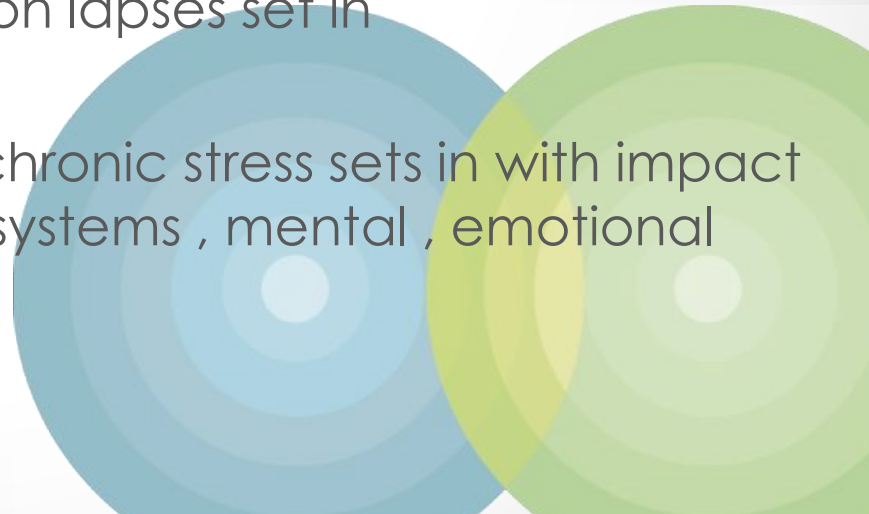 on lapses set in
chronic stress sets in with impact
systems , mental , emotional